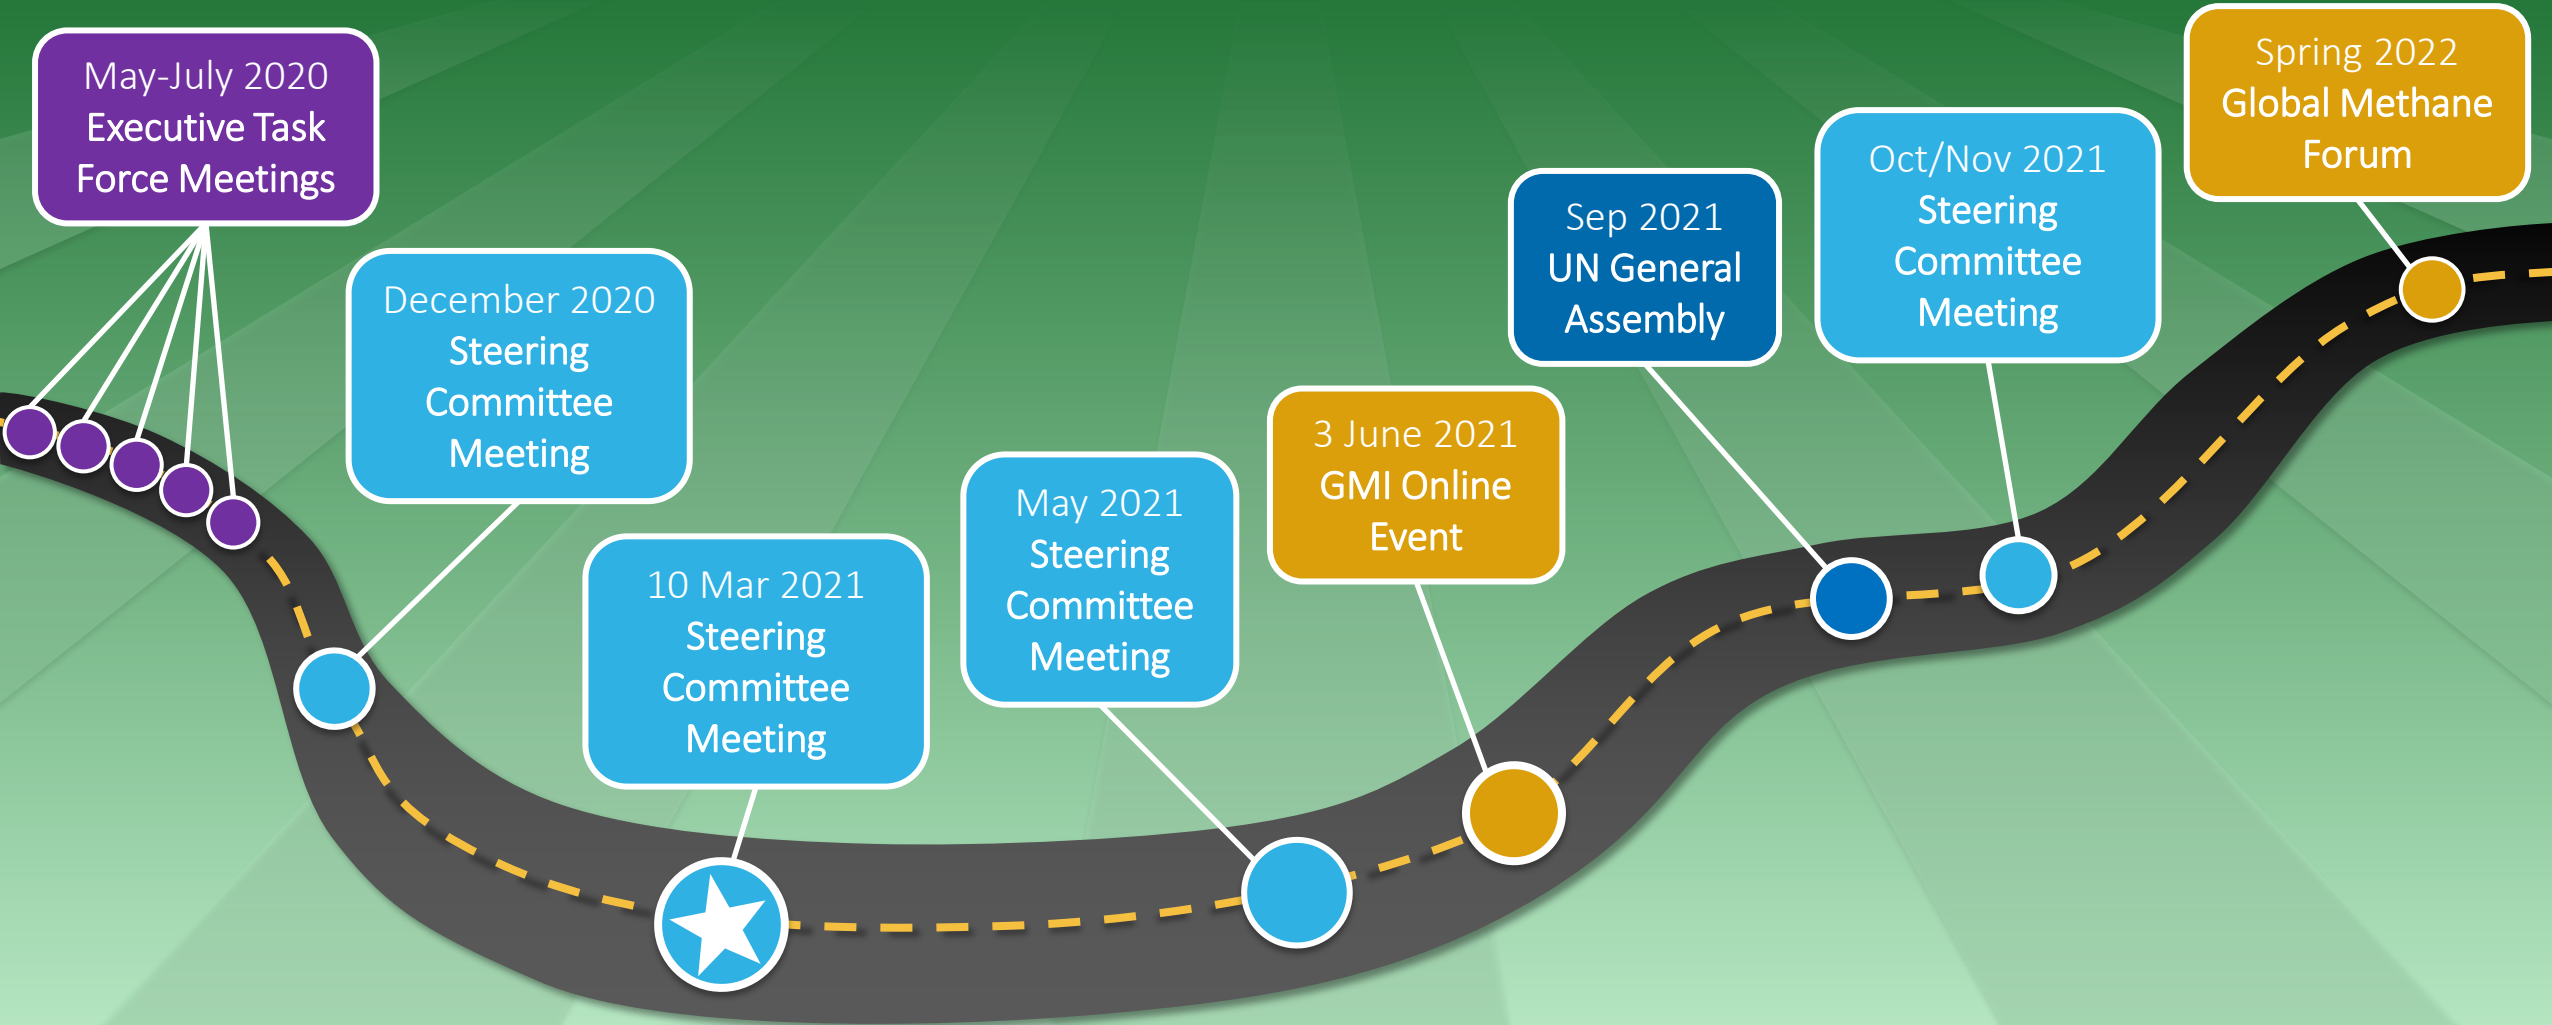 May-July 2020
Executive Task
Force Meetings
December 2020
Steering
Committee
Meeting
10 Mar 2021
Steering
Committee
Meeting
May 2021
Steering
Committee
Meeting
3 June 2021
GMI Online
Event
Sep 2021
UN General
Assembly
Oct/Nov 2021
Steering
Committee
Meeting
Spring 2022
Global Methane
Forum